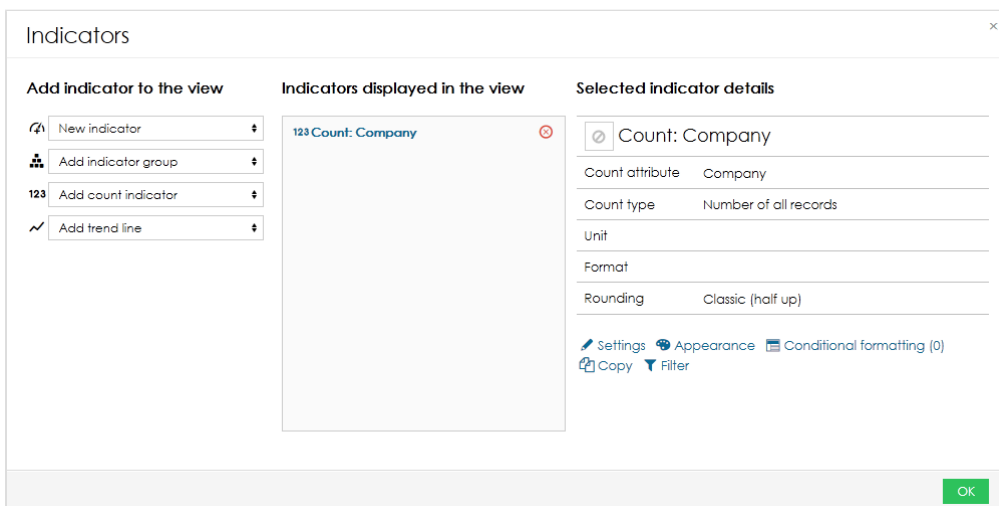 Indicators
×
Add indicator to the view
New indicator
Add indicator group
123 Add count indicator
Add trend line
Indicators displayed in the view
123 Count: Company
Selected indicator details
Count: Company
Count attribute Company
Count type Number of all records
Unit
Format
Rounding Classic (half up)
Settings Appearance Conditional formatting (0)
Copy Filter
OK